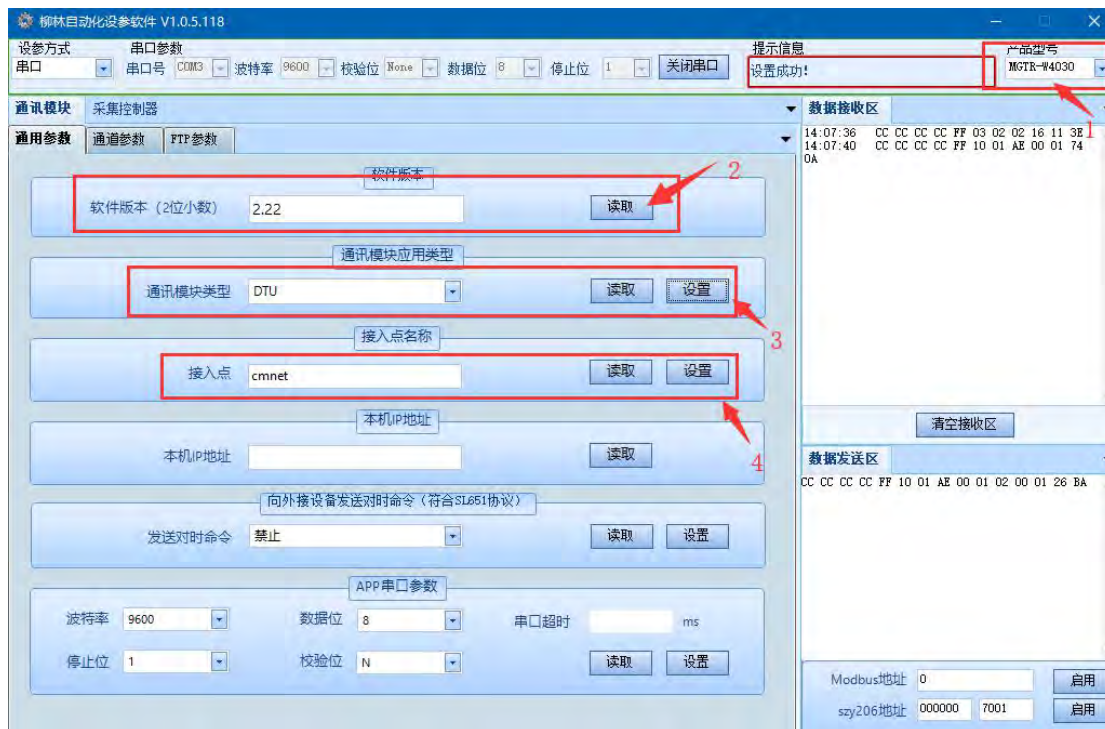 柳林自动化设参软件 V1.0.5.118
设参方式 串口参数 提示信息 产品型号
串口 串口号 COM3 波特率 9600 校验位 None 数据位 8 停止位 1 关闭串口 设置成功! MGTR-W4030
通讯模块 采集控制器 数据接收区
1
通用参数 通道参数 FTP参数
14:07:36 CC CC CC CC FF 03 02 02 16 11 3E
14:07:40 CC CC CC CC FF 10 01 AE 00 01 74
0A
软件版本
2
软件版本（2位小数） 2.22 读取
通讯模块应用类型
通讯模块类型 DTU 读取 设置
3
接入点名称
接入点 cmnet 读取 设置
4
清空接收区
本机IP地址
本机IP地址 读取
数据发送区
CC CC CC CC FF 10 01 AE 00 01 02 00 01 26 BA
向外接设备发送对时命令（符合SL651协议）
发送对时命令 禁止 读取 设置
APP串口参数
波特率 9600 数据位 8 串口超时 ms
停止位 1 校验位 N 读取 设置
Modbus地址 0 启用
szy206地址 000000 7001 启用